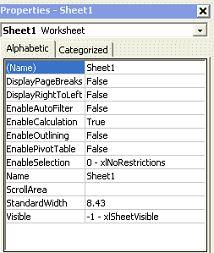 Properties - Sheet1
Sheet1 Worksheet
Alphabetic Categorized
(Name) Sheet1
DisplayPageBreaks False
DisplayRightToLeft False
EnableAutoFilter False
EnableCalculation True
EnableOutlining False
EnablePivotTable False
EnableSelection 0 - xlNoRestrictions
Name Sheet1
ScrollArea
StandardWidth 8.43
Visible -1 - xlSheetVisible